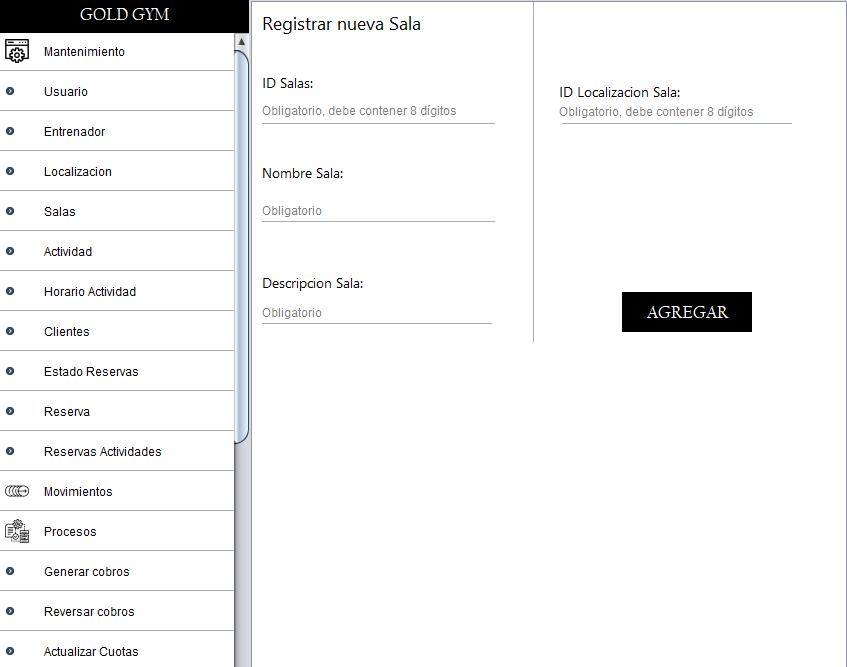 GOLD GYM
Mantenimiento
Usuario
Entrenador
Localizacion
Salas
Actividad
Horario Actividad
Clientes
Estado Reservas
Reserva
Reservas Actividades
Movimientos
Procesos
Generar cobros
Reversar cobros
Actualizar Cuotas
Registrar nueva Sala
ID Salas:
Obligatorio, debe contener 8 dígitos
Nombre Sala:
Obligatorio
Descripcion Sala:
Obligatorio
ID Localizacion Sala:
Obligatorio, debe contener 8 dígitos
AGREGAR